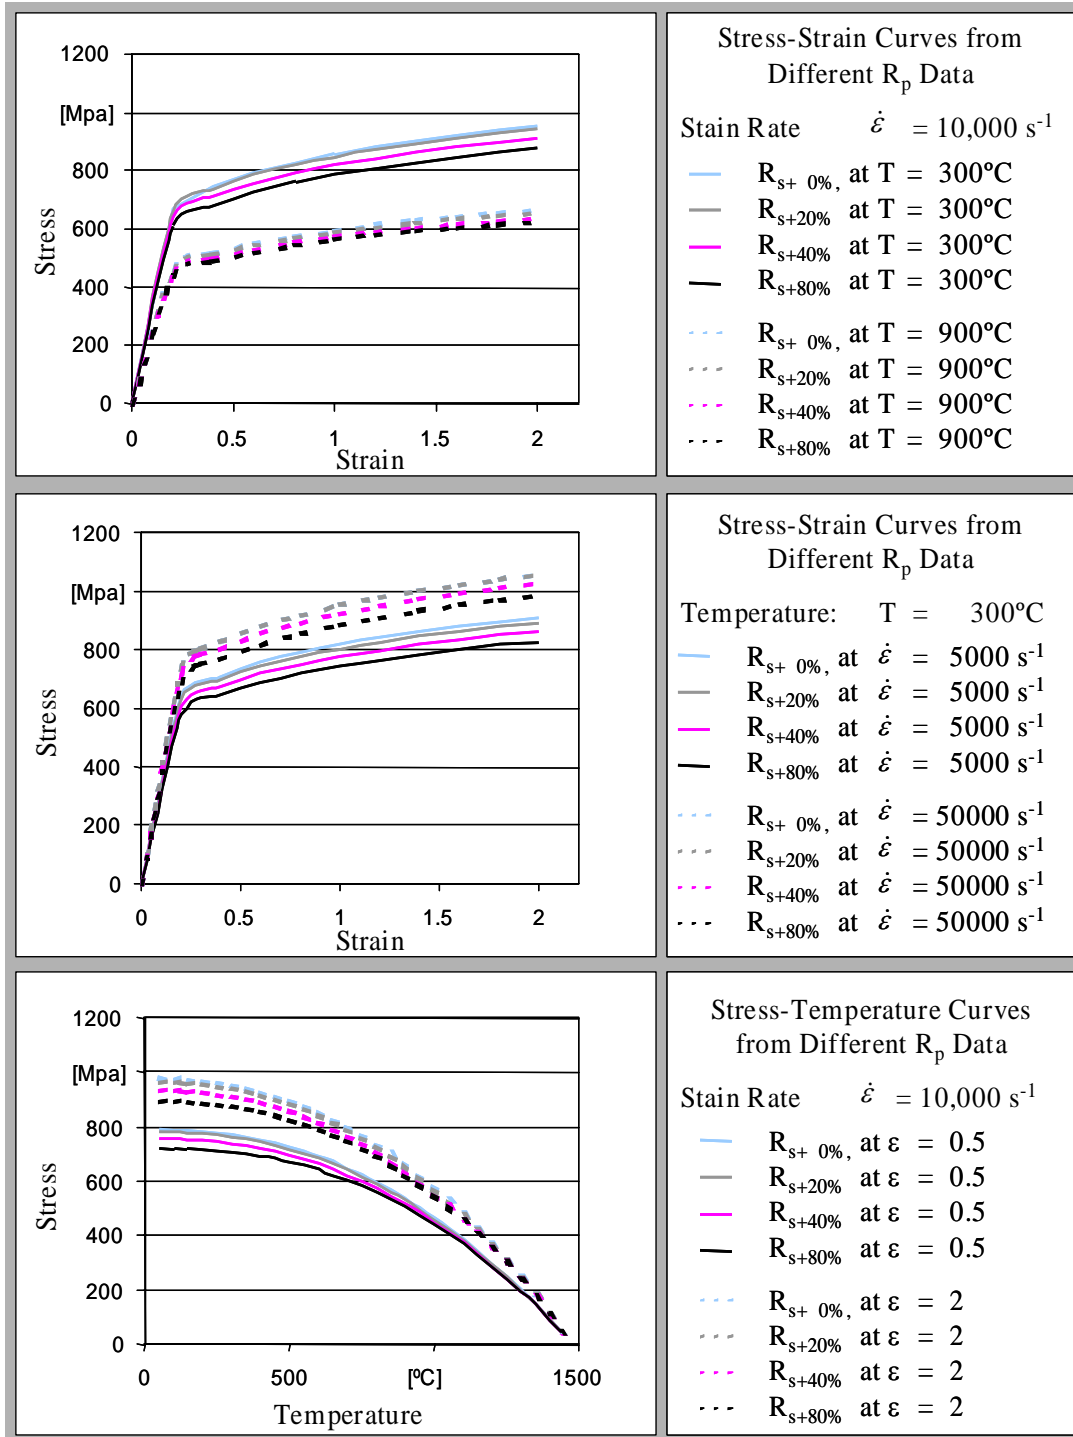 1200
[Mpa]
800
600
400
200
0
Stress
0 0.5 1 1.5 2
Strain
Stress-Strain Curves from
Different Rp Data
Stain Rate ε̇ = 10,000 s-1
Rs+ 0%, at T = 300ºC
Rs+20% at T = 300ºC
Rs+40% at T = 300ºC
Rs+80% at T = 300ºC
Rs+ 0%, at T = 900ºC
Rs+20% at T = 900ºC
Rs+40% at T = 900ºC
Rs+80% at T = 900ºC
1200
[Mpa]
800
600
400
200
0
Stress
0 0.5 1 1.5 2
Strain
Stress-Strain Curves from
Different Rp Data
Temperature: T = 300ºC
Rs+ 0%, at ε̇ = 5000 s-1
Rs+20% at ε̇ = 5000 s-1
Rs+40% at ε̇ = 5000 s-1
Rs+80% at ε̇ = 5000 s-1
Rs+ 0%, at ε̇ = 50000 s-1
Rs+20% at ε̇ = 50000 s-1
Rs+40% at ε̇ = 50000 s-1
Rs+80% at ε̇ = 50000 s-1
1200
[Mpa]
800
600
400
200
0
Stress
0 500 [ºC] 1500
Temperature
Stress-Temperature Curves
from Different Rp Data
Stain Rate ε̇ = 10,000 s-1
Rs+ 0%, at ε = 0.5
Rs+20% at ε = 0.5
Rs+40% at ε = 0.5
Rs+80% at ε = 0.5
Rs+ 0%, at ε = 2
Rs+20% at ε = 2
Rs+40% at ε = 2
Rs+80% at ε = 2